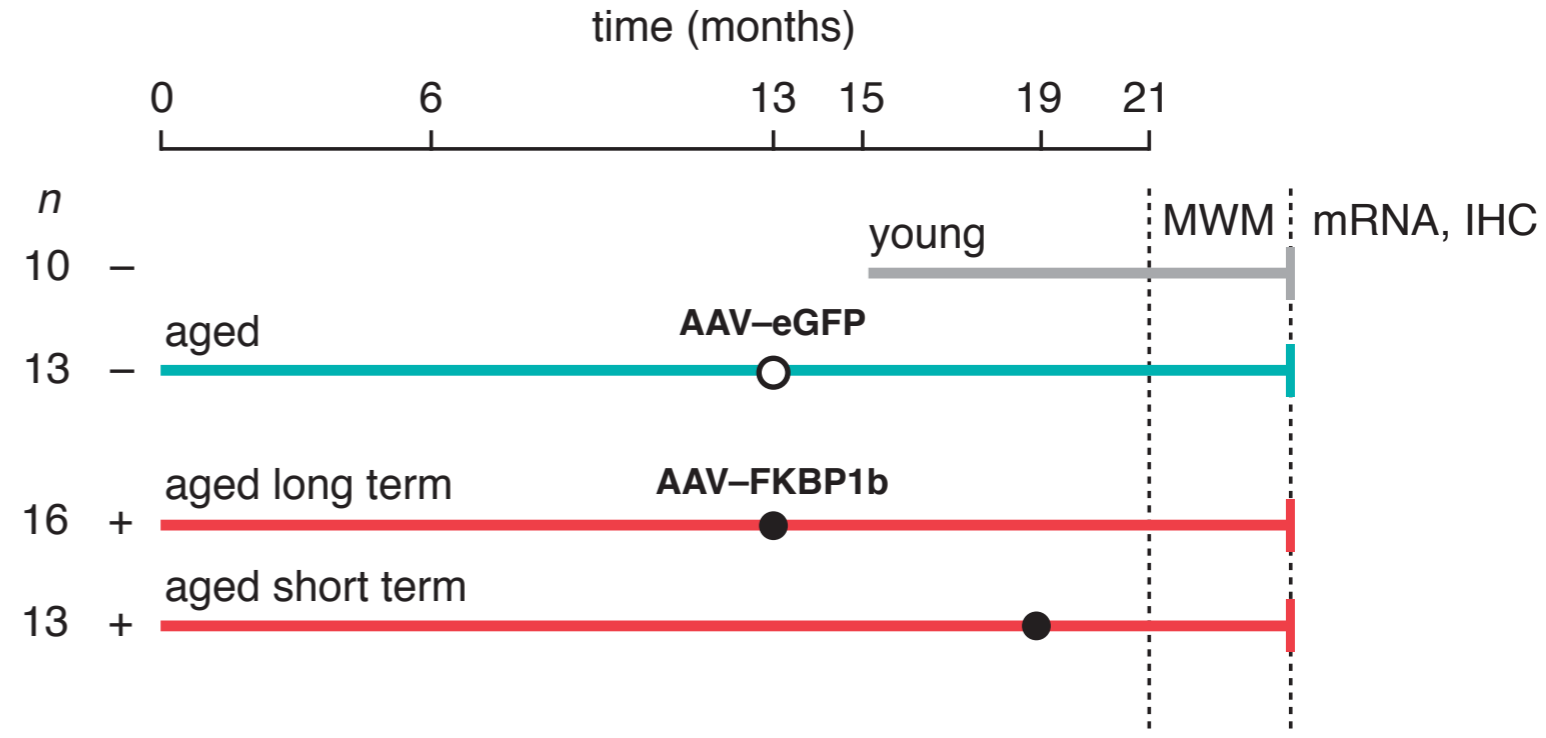 time (months)
0 6 13 15 19 21
n
MWM mRNA, IHC
young
10 –
AAV–eGFP
aged
13 –
AAV–FKBP1b
aged long term
16 +
aged short term
13 +